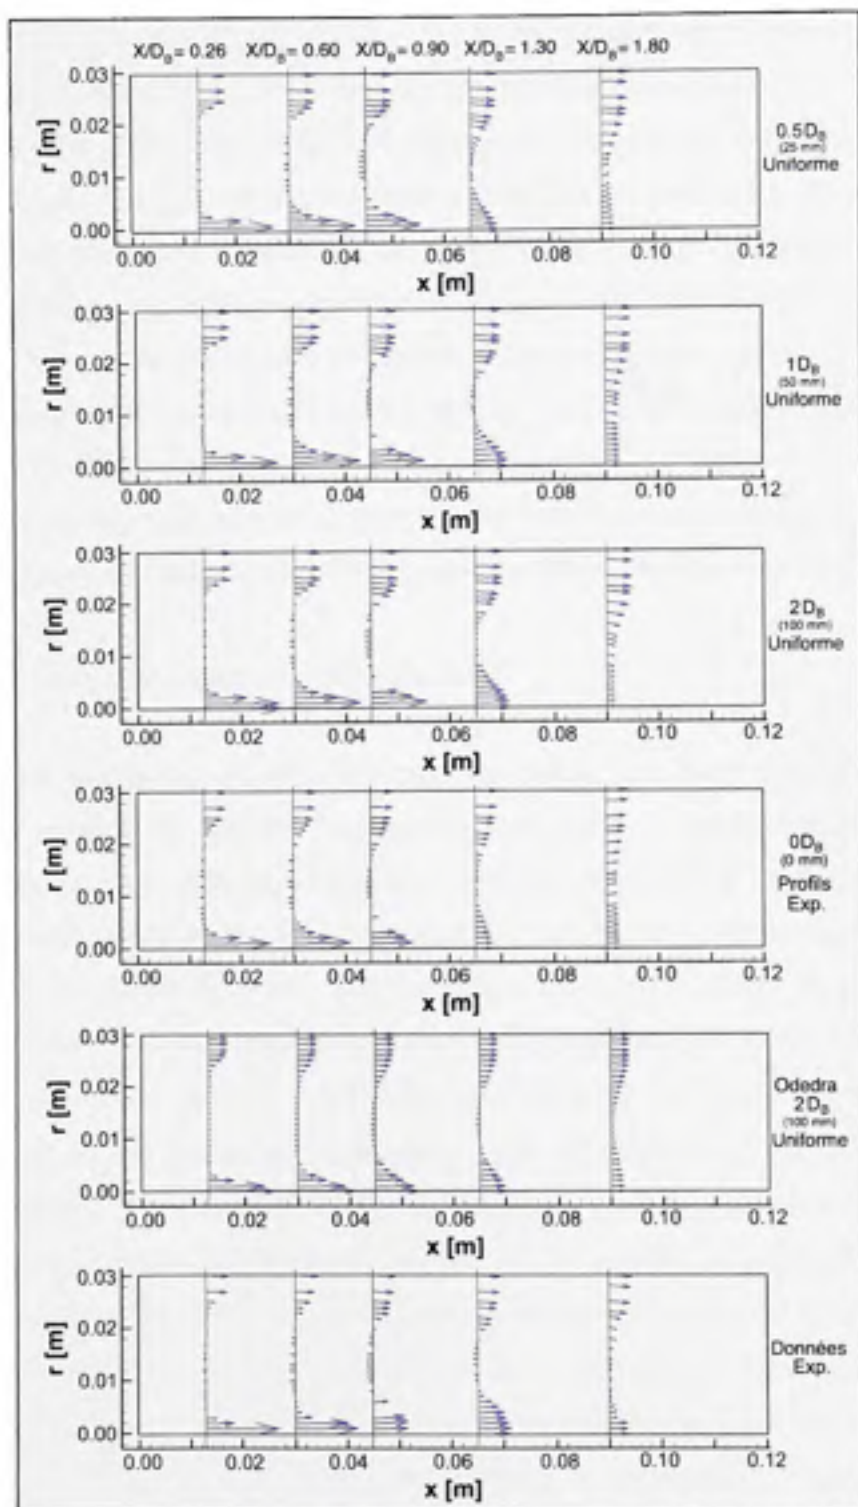 X/D_B = 0.26 X/D_B = 0.60 X/D_B = 0.90 X/D_B = 1.30 X/D_B = 1.80
0.03
0.02
0.01
0.00
r [m]
0.5D_B
(25 mm)
Uniforme
0.00 0.02 0.04 0.06 0.08 0.10 0.12
x [m]
0.03
0.02
0.01
0.00
r [m]
1D_B
(50 mm)
Uniforme
0.00 0.02 0.04 0.06 0.08 0.10 0.12
x [m]
0.03
0.02
0.01
0.00
r [m]
2D_B
(100 mm)
Uniforme
0.00 0.02 0.04 0.06 0.08 0.10 0.12
x [m]
0.03
0.02
0.01
0.00
r [m]
0D_B
(0 mm)
Profils
Exp.
0.00 0.02 0.04 0.06 0.08 0.10 0.12
x [m]
0.03
0.02
0.01
0.00
r [m]
Odedra
2D_B
(100 mm)
Uniforme
0.00 0.02 0.04 0.06 0.08 0.10 0.12
x [m]
0.03
0.02
0.01
0.00
r [m]
Données
Exp.
0.00 0.02 0.04 0.06 0.08 0.10 0.12
x [m]